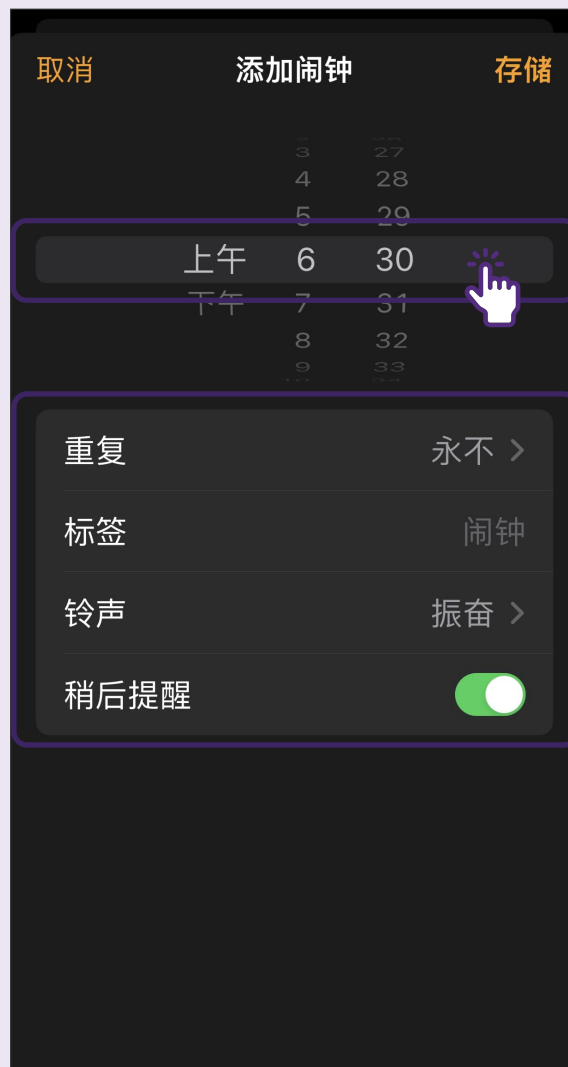 取消 添加闹钟 存储
3 27
4 28
5 29
上午 6 30
下午 7 31
8 32
9 33
重复 永不
标签 闹钟
铃声 振奋
稍后提醒